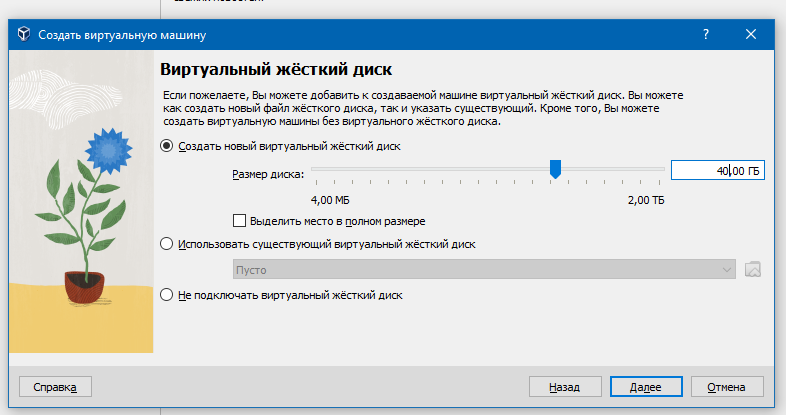 Создать виртуальную машину
?
Виртуальный жёсткий диск
Если пожелаете, Вы можете добавить к создаваемой машине виртуальный жёсткий диск. Вы можете
как создать новый файл жёсткого диска, так и указать существующий. Кроме того, Вы можете
создать виртуальную машину без виртуального жёсткого диска.
Создать новый виртуальный жёсткий диск
Размер диска:
40,00 ГБ
4,00 МБ
2,00 ТБ
Выделить место в полном размере
Использовать существующий виртуальный жёсткий диск
Пусто
Не подключать виртуальный жёсткий диск
Справка
Назад
Далее
Отмена